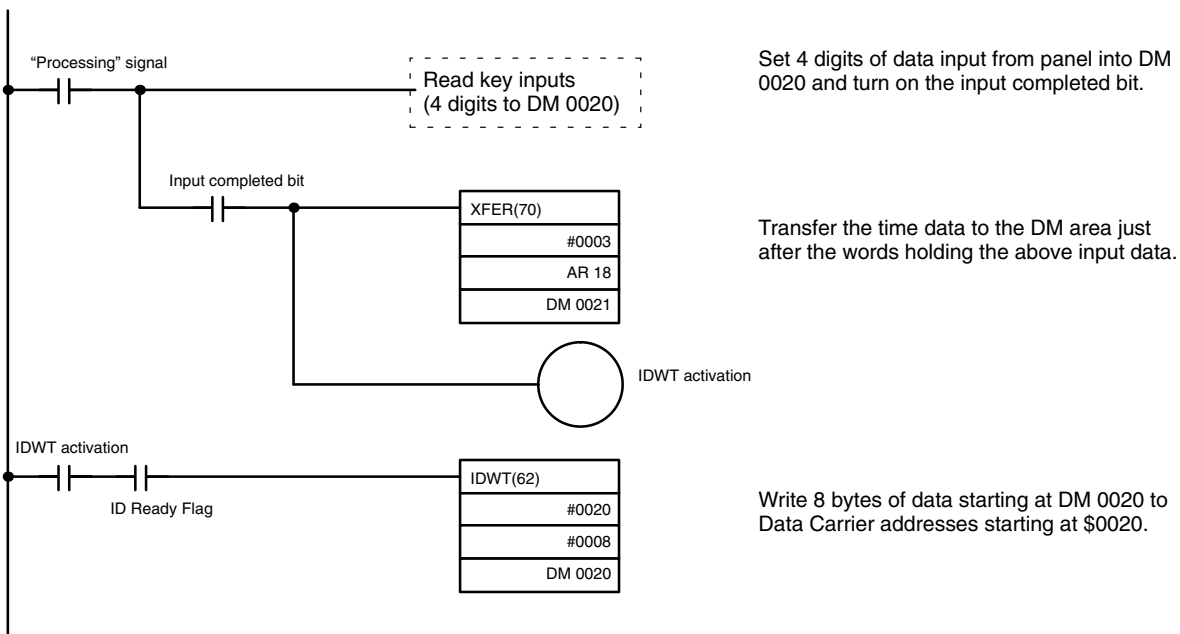 “Processing” signal
Read key inputs
(4 digits to DM 0020)
Set 4 digits of data input from panel into DM
0020 and turn on the input completed bit.
Input completed bit
XFER(70)
#0003
AR 18
DM 0021
Transfer the time data to the DM area just
after the words holding the above input data.
IDWT activation
IDWT activation
ID Ready Flag
IDWT(62)
#0020
#0008
DM 0020
Write 8 bytes of data starting at DM 0020 to
Data Carrier addresses starting at $0020.